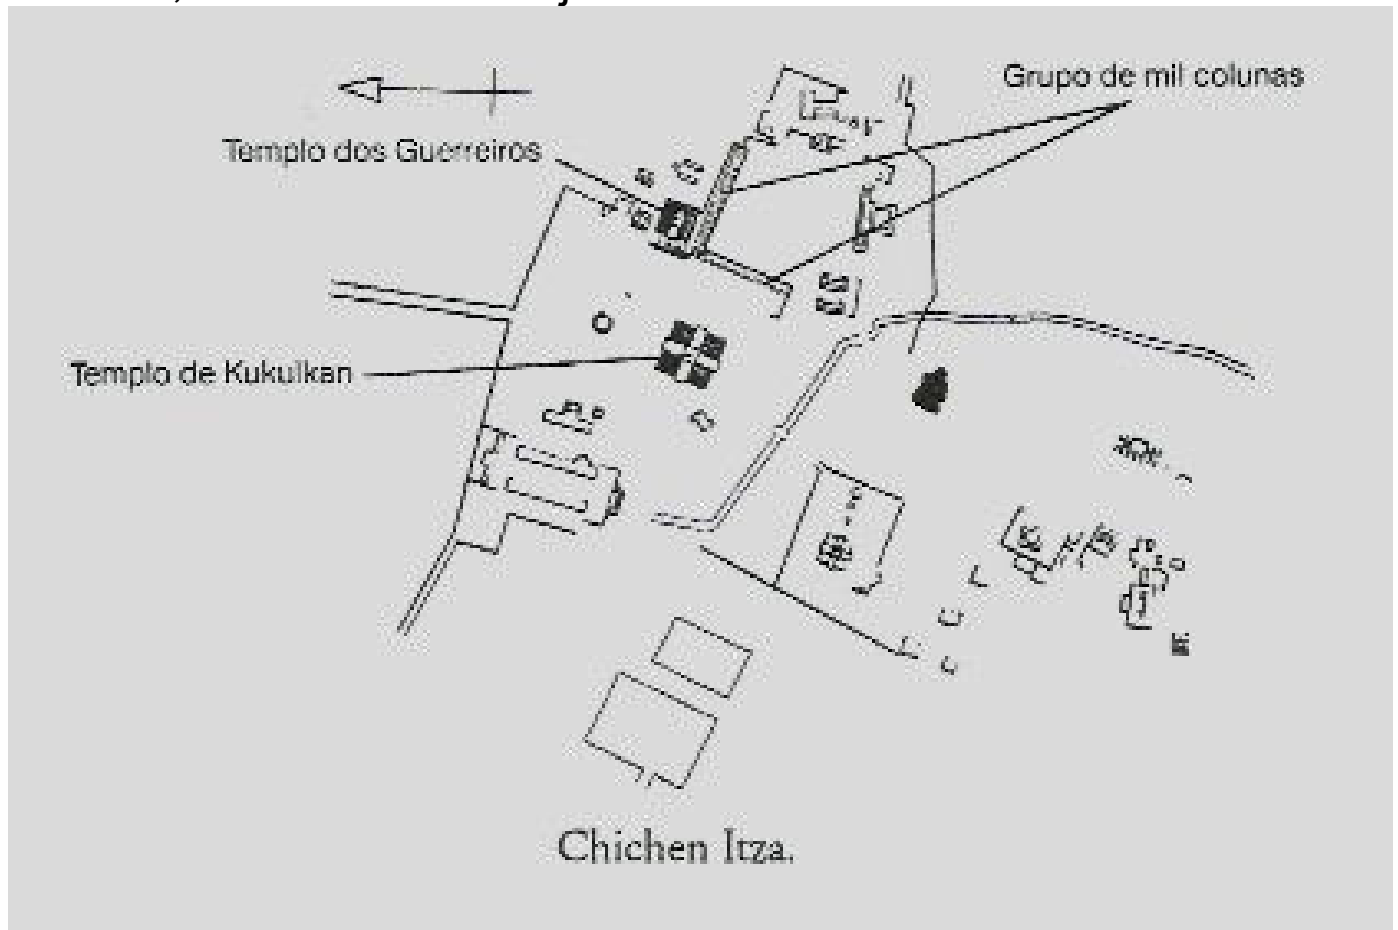 Grupo de mil colunas
Templo dos Guerreiros
Templo de Kukulkan
Chichen Itza.